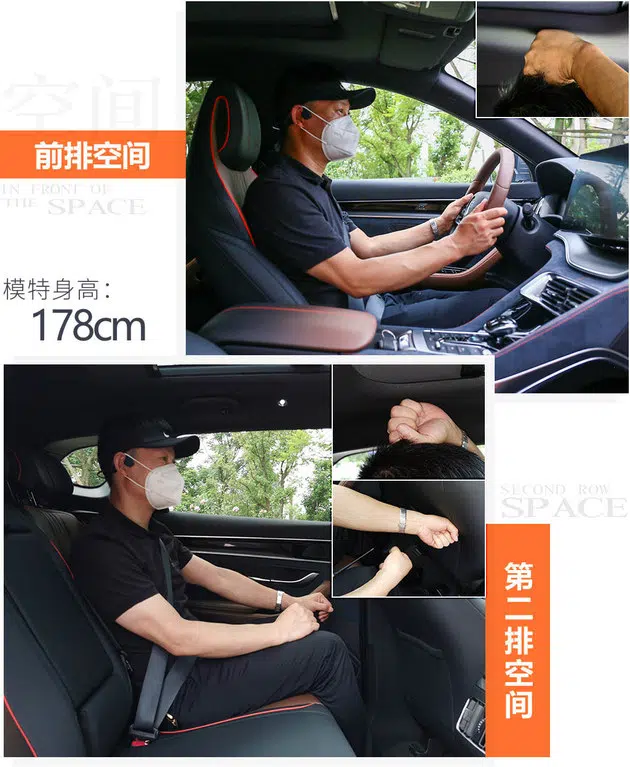 空间
前排空间
IN FRONT OF
THE SPACE
模特身高：
178cm
SECOND ROW
SPACE
第二排空间